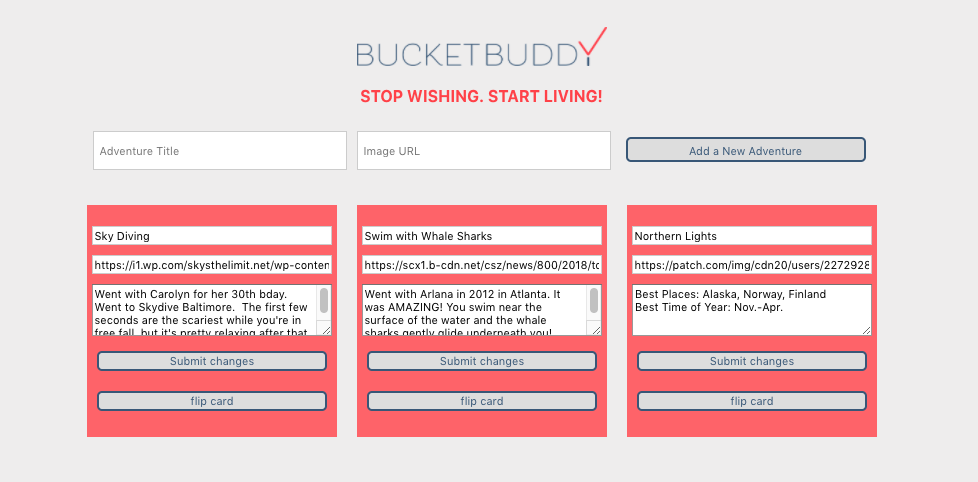 BUCKETBUDDY
STOP WISHING. START LIVING!
Adventure Title
Image URL
Add a New Adventure
Sky Diving
https://i1.wp.com/skysthelimit.net/wp-conten
Went with Carolyn for her 30th bday.
Went to Skydive Baltimore.  The first few
seconds are the scariest while you're in
free fall, but it's pretty relaxing after that
Submit changes
flip card
Swim with Whale Sharks
https://scx1.b-cdn.net/csz/news/800/2018/to
Went with Arlana in 2012 in Atlanta. It
was AMAZING! You swim near the
surface of the water and the whale
sharks gently glide underneath you!
Submit changes
flip card
Northern Lights
https://patch.com/img/cdn20/users/2272928
Best Places: Alaska, Norway, Finland
Best Time of Year: Nov.-Apr.
Submit changes
flip card